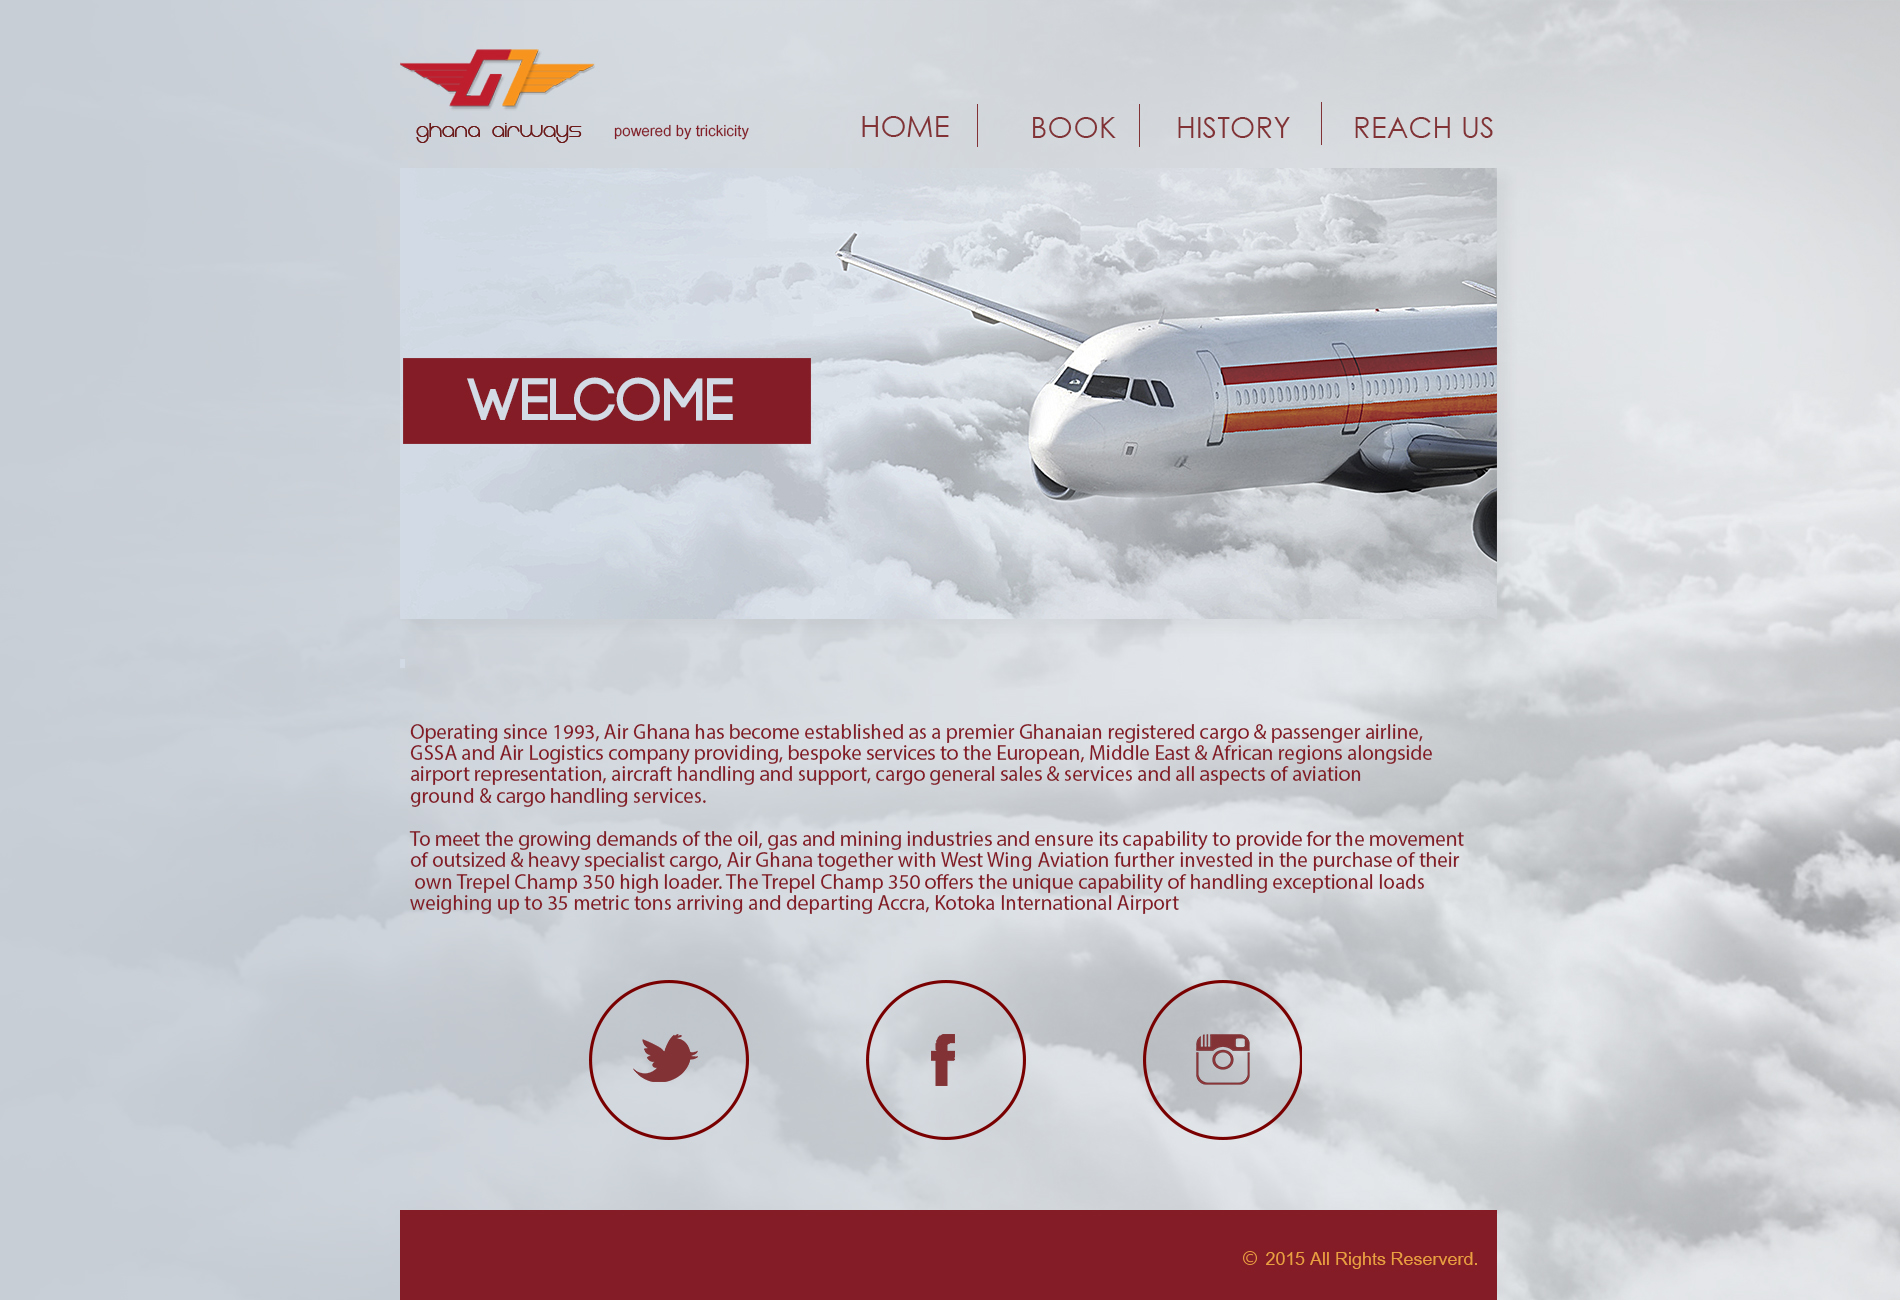 ghana airways
powered by trickicity
HOME
BOOK
HISTORY
REACH US
WELCOME
Operating since 1993, Air Ghana has become established as a premier Ghanaian registered cargo & passenger airline,
GSSA and Air Logistics company providing, bespoke services to the European, Middle East & African regions alongside
airport representation, aircraft handling and support, cargo general sales & services and all aspects of aviation
ground & cargo handling services.
To meet the growing demands of the oil, gas and mining industries and ensure its capability to provide for the movement
of outsized & heavy specialist cargo, Air Ghana together with West Wing Aviation further invested in the purchase of their
own Trepel Champ 350 high loader. The Trepel Champ 350 offers the unique capability of handling exceptional loads
weighing up to 35 metric tons arriving and departing Accra, Kotoka International Airport
© 2015 All Rights Reserverd.